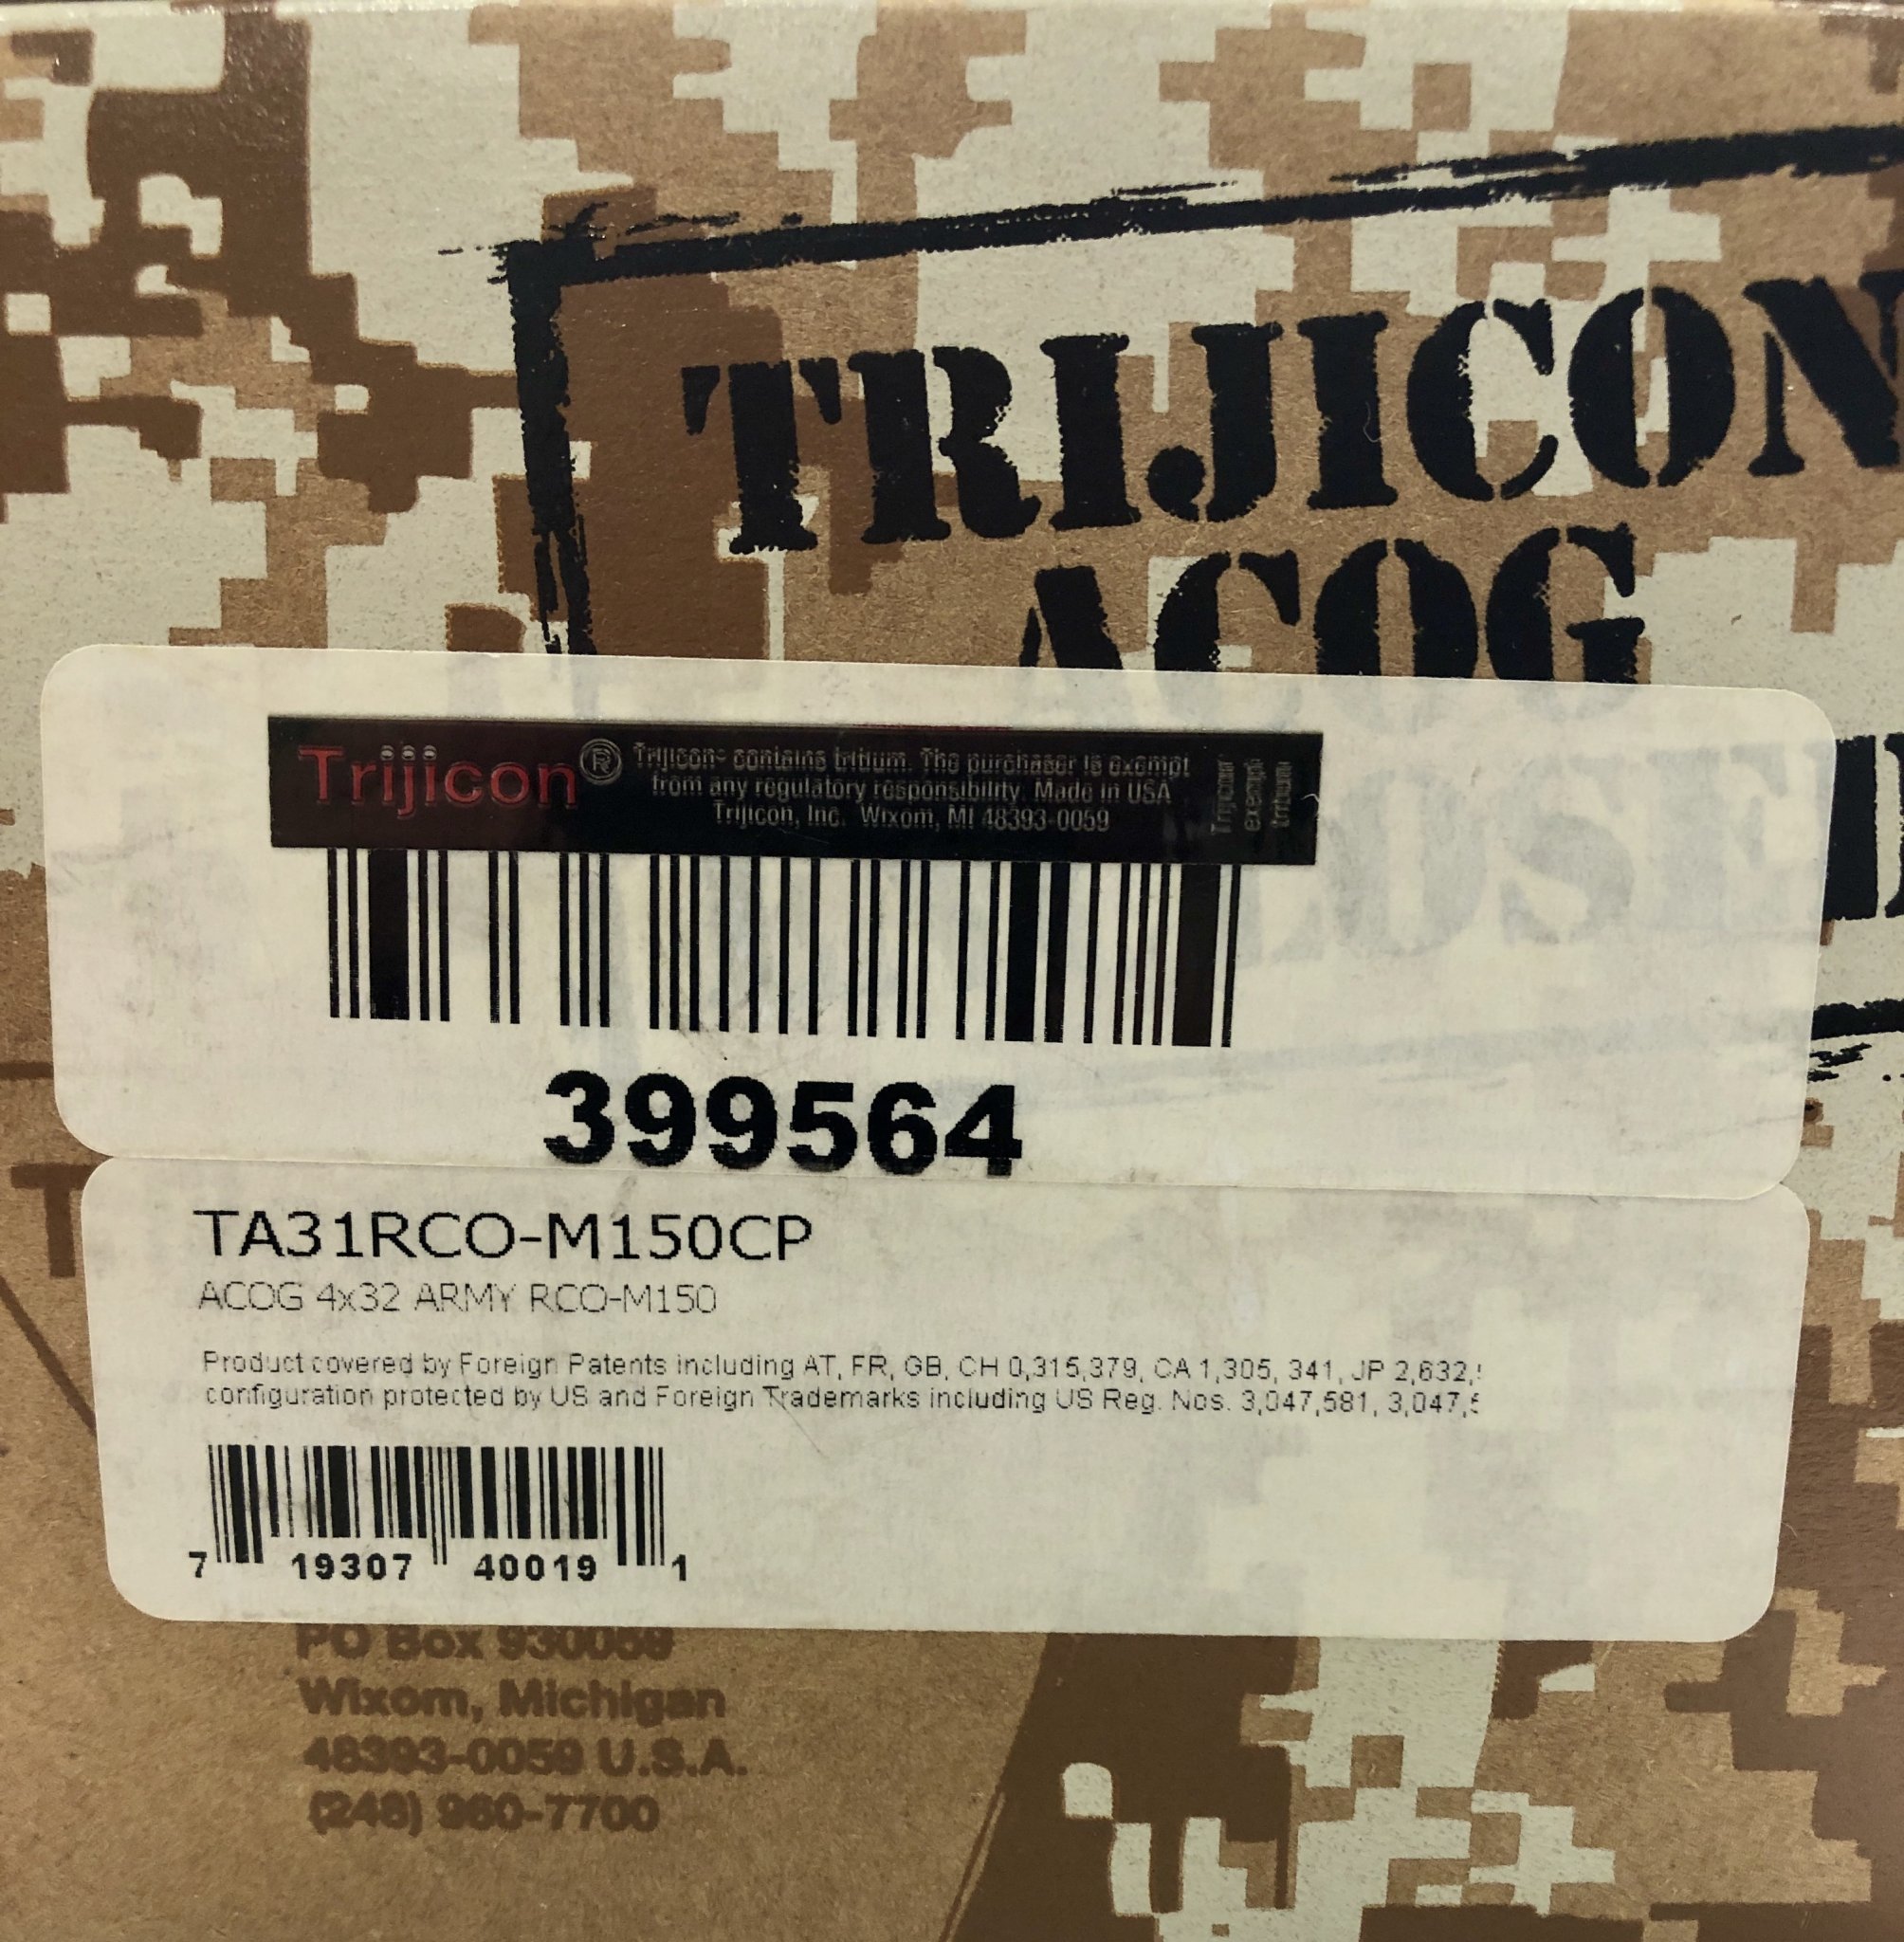 TRIJICON
ACOG
Trijicon® Trijicon® contains tritium. The purchaser is exempt
from any regulatory responsibility. Made in USA
Trijicon, Inc. Wixom, MI 48393-0059
Trijicon
exempt
tritium
399564
TA31RCO-M150CP
ACOG 4x32 ARMY RCO-M150
Product covered by Foreign Patents including AT, FR, GB, CH 0,315,379, CA 1,305, 341, JP 2,632,
configuration protected by US and Foreign Trademarks including US Reg. Nos. 3,047,581, 3,047,5
7 19307 40019 1
PO Box 930059
Wixom, Michigan
48393-0059 U.S.A.
(248) 960-7700